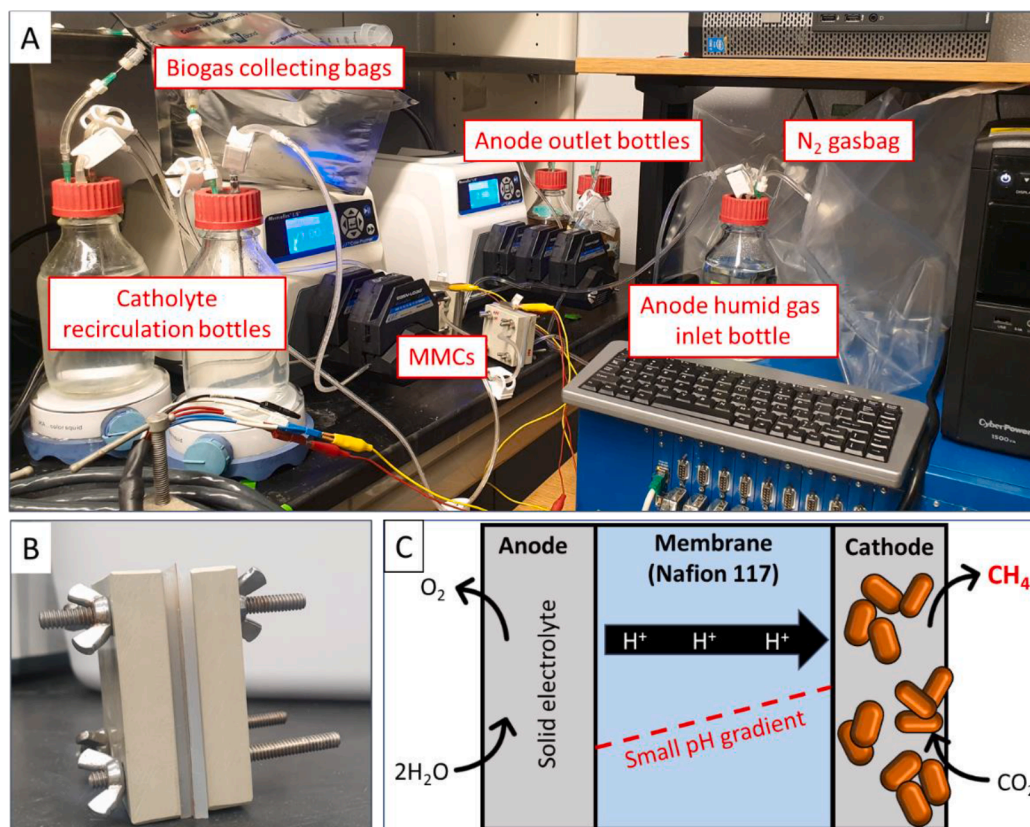 A
Biogas collecting bags
Anode outlet bottles
N₂ gasbag
Catholyte
recirculation bottles
MMCs
Anode humid gas
inlet bottle
CyberPower
B
C
Anode
Membrane
(Nafion 117)
Cathode
O₂
CH₄
H⁺ H⁺ H⁺
Solid electrolyte
Small pH gradient
2H₂O
CO₂